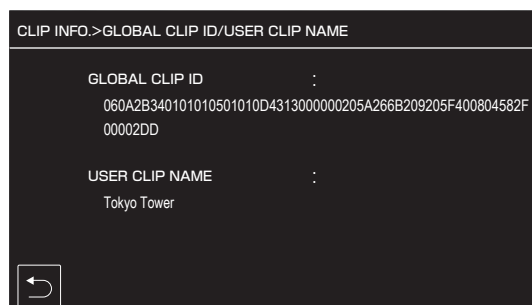 CLIP INFO.>GLOBAL CLIP ID/USER CLIP NAME
GLOBAL CLIP ID :
060A2B340101010501010D4313000000205A266B209205F400804582F
00002DD
USER CLIP NAME :
Tokyo Tower